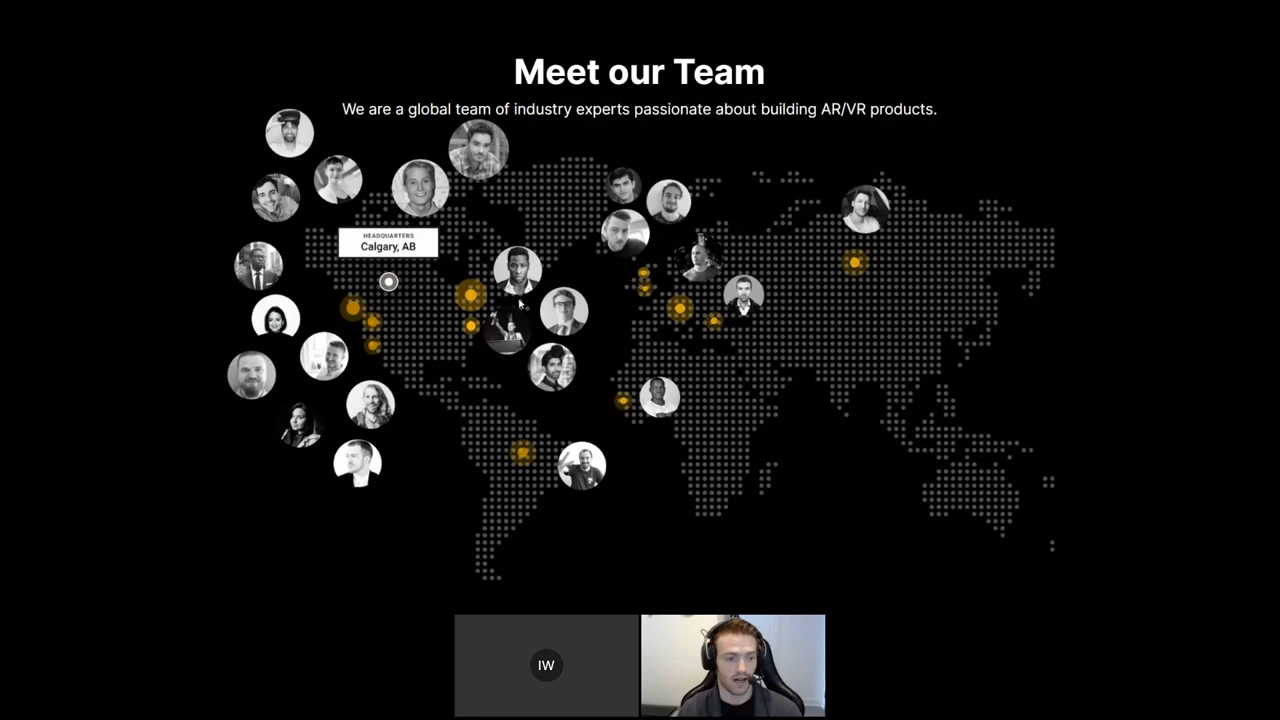 Meet our Team
We are a global team of industry experts passionate about building AR/VR products.
HEADQUARTERS
Calgary, AB
IW